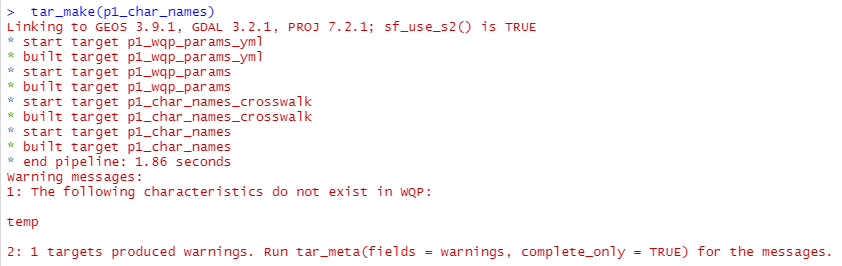 > tar_make(p1_char_names)
Linking to GEOS 3.9.1, GDAL 3.2.1, PROJ 7.2.1; sf_use_s2() is TRUE
* start target p1_wqp_params_yml
* built target p1_wqp_params_yml
* start target p1_wqp_params
* built target p1_wqp_params
* start target p1_char_names_crosswalk
* built target p1_char_names_crosswalk
* start target p1_char_names
* built target p1_char_names
* end pipeline: 1.86 seconds
Warning messages:
1: The following characteristics do not exist in WQP:
temp
2: 1 targets produced warnings. Run tar_meta(fields = warnings, complete_only = TRUE) for the messages.